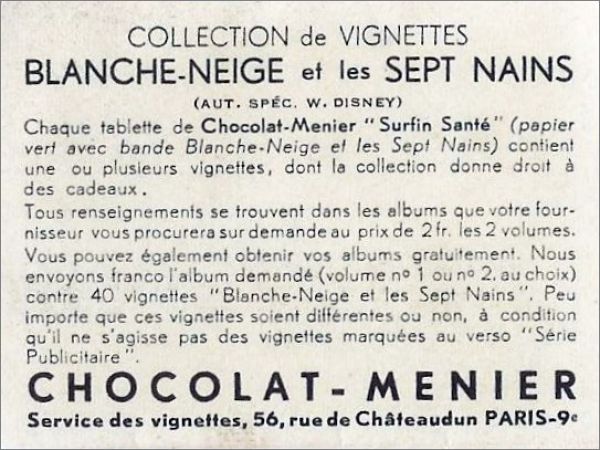 COLLECTION de VIGNETTES
BLANCHE-NEIGE et les SEPT NAINS
(AUT. SPÉC. W. DISNEY)
Chaque tablette de Chocolat-Menier "Surfin Santé" (papier
vert avec bande Blanche-Neige et les Sept Nains) contient
une ou plusieurs vignettes, dont la collection donne droit à
des cadeaux.
Tous renseignements se trouvent dans les albums que votre four-
nisseur vous procurera sur demande au prix de 2 fr. les 2 volumes.
Vous pouvez également obtenir vos albums gratuitement. Nous
envoyons franco l'album demandé (volume nº 1 ou nº 2, au choix)
contre 40 vignettes "Blanche-Neige et les Sept Nains". Peu
importe que ces vignettes soient différentes ou non, à condition
qu'il ne s'agisse pas des vignettes marquées au verso "Série
Publicitaire".
CHOCOLAT-MENIER
Service des vignettes, 56, rue de Châteaudun PARIS-9e